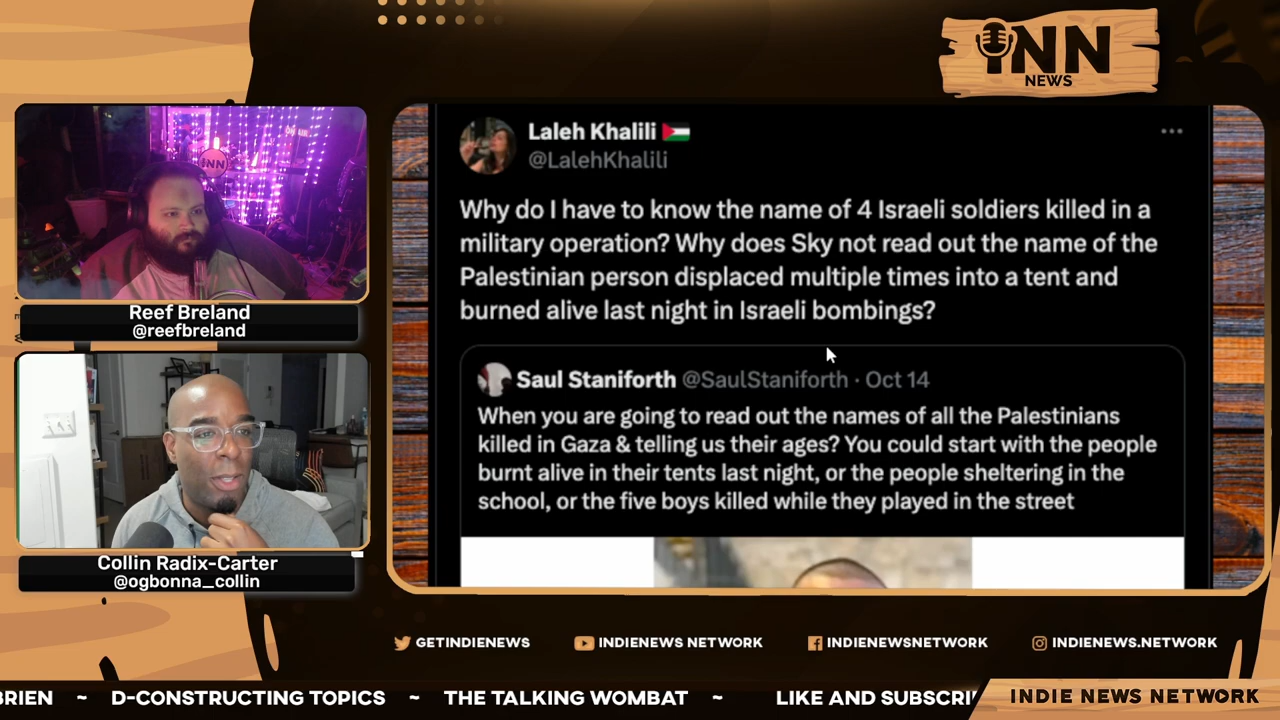 INN
NEWS
INN
Reef Breland
@reefbreland
Collin Radix-Carter
@ogbonna_collin
Laleh Khalili
@LalehKhalili
Why do I have to know the name of 4 Israeli soldiers killed in a
military operation? Why does Sky not read out the name of the
Palestinian person displaced multiple times into a tent and
burned alive last night in Israeli bombings?
Saul Staniforth @SaulStaniforth · Oct 14
When you are going to read out the names of all the Palestinians
killed in Gaza & telling us their ages? You could start with the people
burnt alive in their tents last night, or the people sheltering in the
school, or the five boys killed while they played in the street
GETINDIENEWS INDIENEWS NETWORK INDIENEWSNETWORK INDIENEWS.NETWORK
BRIEN ~ D-CONSTRUCTING TOPICS ~ THE TALKING WOMBAT ~ LIKE AND SUBSCRI
INDIE NEWS NETWORK